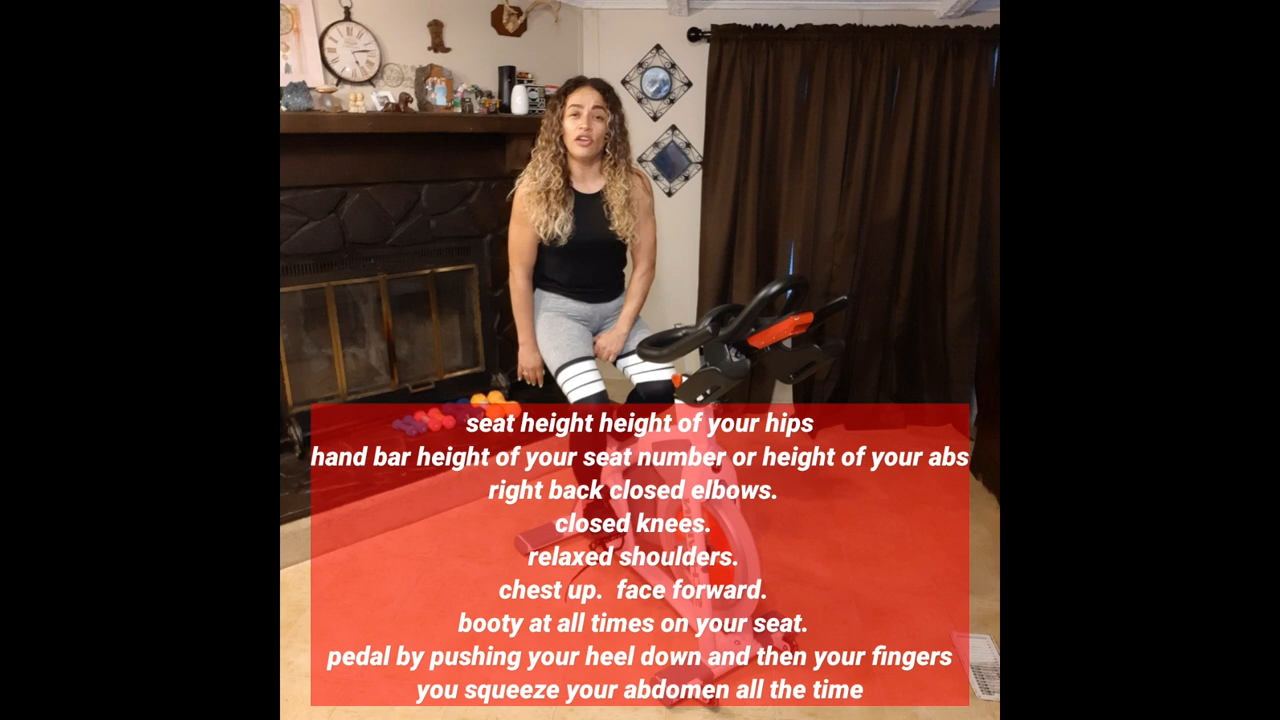 seat height height of your hips
hand bar height of your seat number or height of your abs
right back closed elbows.
closed knees.
relaxed shoulders.
chest up.  face forward.
booty at all times on your seat.
pedal by pushing your heel down and then your fingers
you squeeze your abdomen all the time